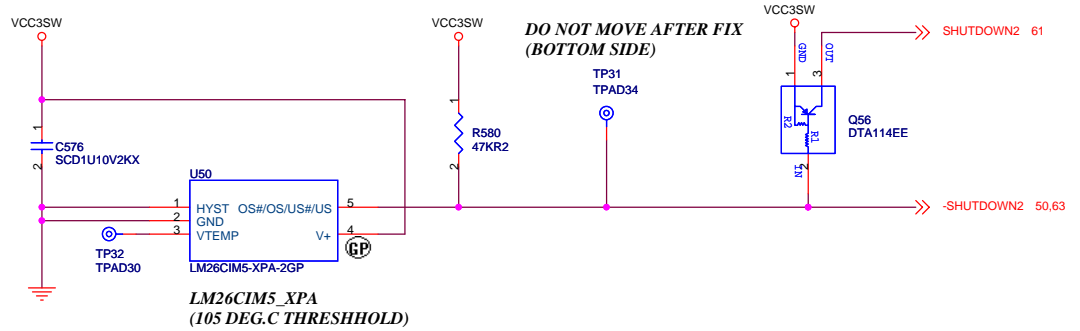 VCC3SW
DO NOT MOVE AFTER FIX
(BOTTOM SIDE)
VCC3SW
SHUTDOWN2 61
GND
OUT
1
3
TP31
TPAD34
1
C576
SCD1U10V2KX
2
VCC3SW
1
R580
47KR2
2
R2
R1
Q56
DTA114EE
2
IN
U50
1 HYST OS#/OS/US#/US 5
2 GND
3 VTEMP V+ 4
GP
TP32
TPAD30
LM26CIM5-XPA-2GP
-SHUTDOWN2 50,63
LM26CIM5_XPA
(105 DEG.C THRESHHOLD)